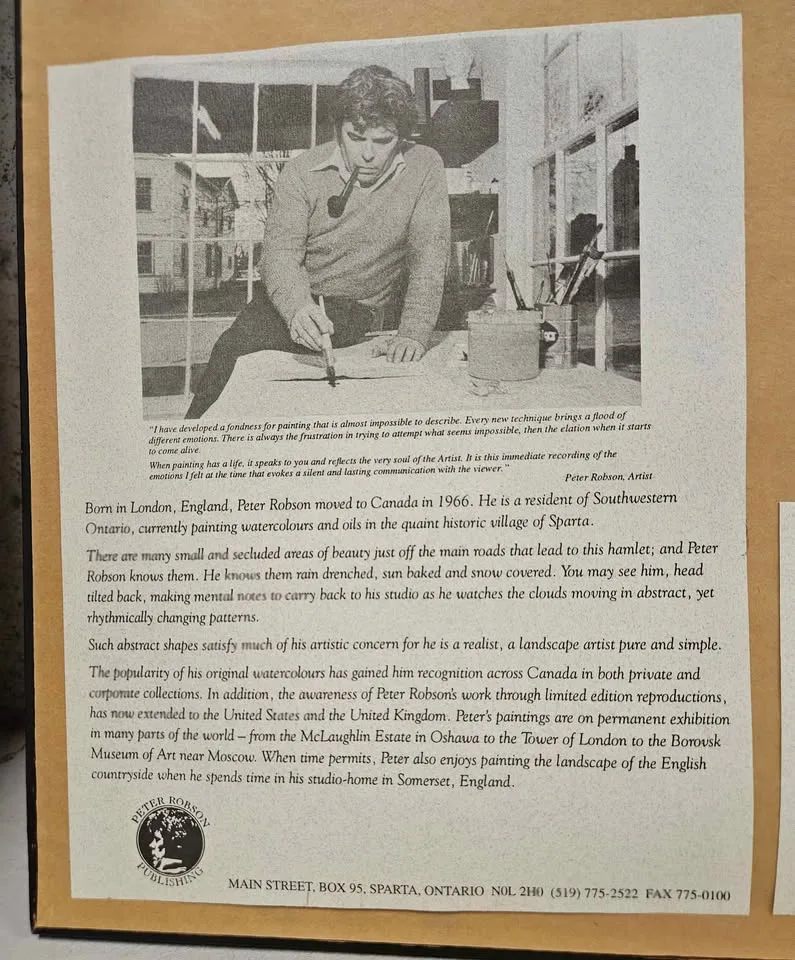 "I have developed a fondness for painting that is almost impossible to describe. Every new technique brings a flood of
different emotions. There is always the frustration in trying to attempt what seems impossible, then the elation when it starts
to come alive.
When painting has a life, it speaks to you and reflects the very soul of the Artist. It is this immediate recording of the
emotions I felt at the time that evokes a silent and lasting communication with the viewer."
Peter Robson, Artist
Born in London, England, Peter Robson moved to Canada in 1966. He is a resident of Southwestern
Ontario, currently painting watercolours and oils in the quaint historic village of Sparta.
There are many small and secluded areas of beauty just off the main roads that lead to this hamlet; and Peter
Robson knows them. He knows them rain drenched, sun baked and snow covered. You may see him, head
tilted back, making mental notes to carry back to his studio as he watches the clouds moving in abstract, yet
rhythmically changing patterns.
Such abstract shapes satisfy much of his artistic concern for he is a realist, a landscape artist pure and simple.
The popularity of his original watercolours has gained him recognition across Canada in both private and
corporate collections. In addition, the awareness of Peter Robson's work through limited edition reproductions,
has now extended to the United States and the United Kingdom. Peter's paintings are on permanent exhibition
in many parts of the world – from the McLaughlin Estate in Oshawa to the Tower of London to the Borovsk
Museum of Art near Moscow. When time permits, Peter also enjoys painting the landscape of the English
countryside when he spends time in his studio-home in Somerset, England.
PETER ROBSON
PUBLISHING
MAIN STREET, BOX 95, SPARTA, ONTARIO N0L 2H0 (519) 775-2522 FAX 775-0100